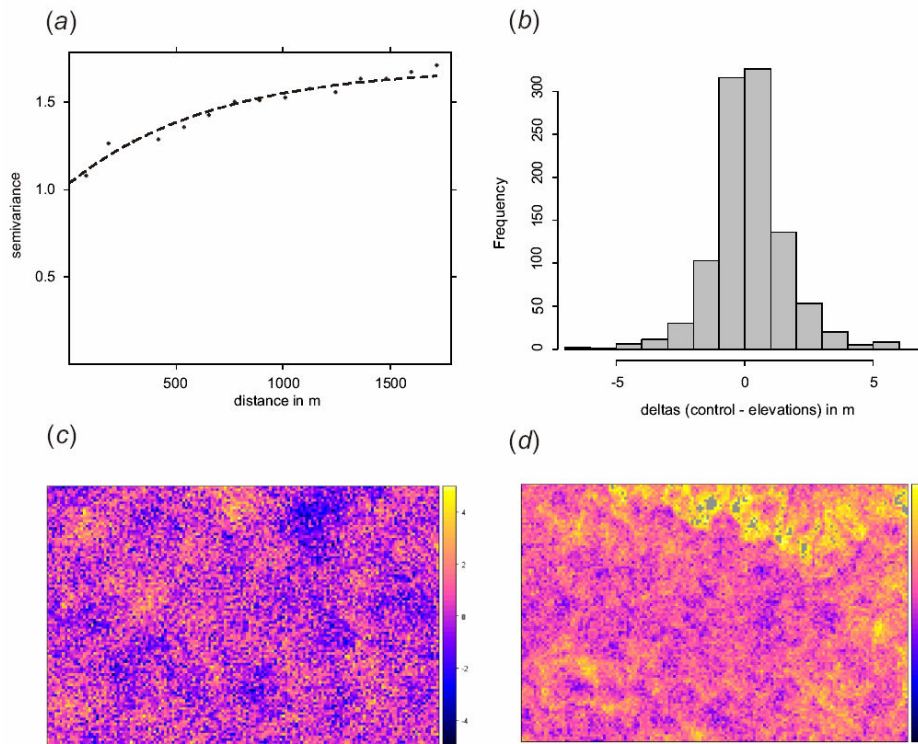 (a)
1.5
1.0
0.5
semivariance
500
1000
1500
distance in m
(b)
300
250
200
150
100
50
0
Frequency
-5
0
5
deltas (control - elevations) in m
(c)
4
2
0
-2
-4
(d)